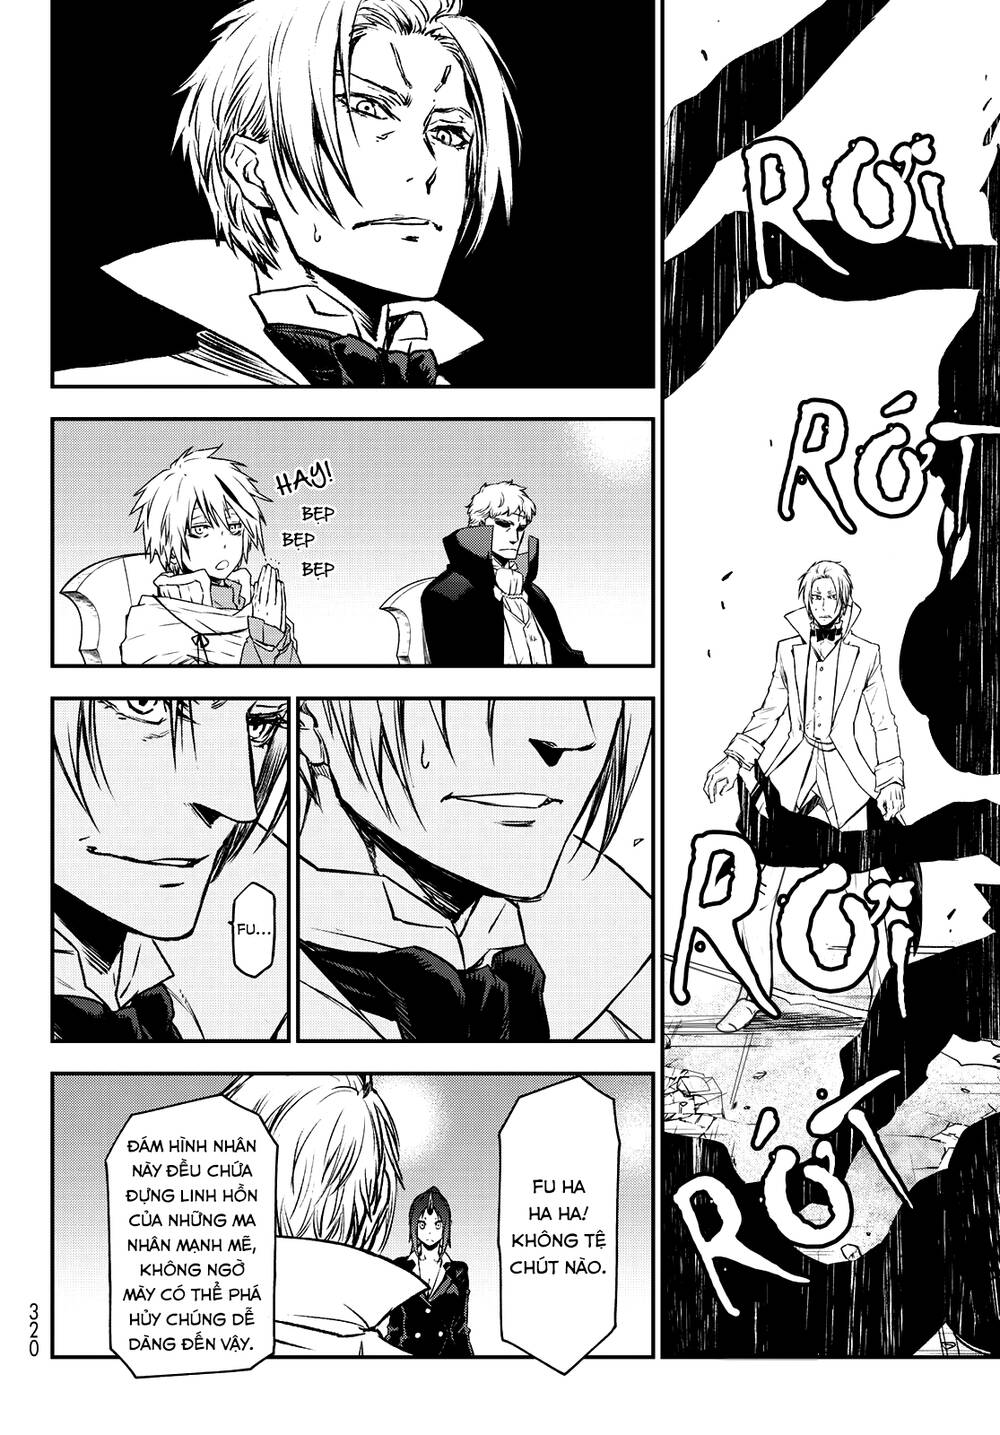 RƠI
RỚT
RƠI
RỚT
HAY!
BẸP
BẸP
BẸP
FU...
FU HA
HA HA!
KHÔNG TỆ
CHÚT NÀO.
ĐÁM HÌNH NHÂN
NÀY ĐỀU CHỨA
ĐỰNG LINH HỒN
CỦA NHỮNG MA
NHÂN MẠNH MẼ,
KHÔNG NGỜ
MÀY CÓ THỂ PHÁ
HỦY CHÚNG DỄ
DÀNG ĐẾN VẬY.
320